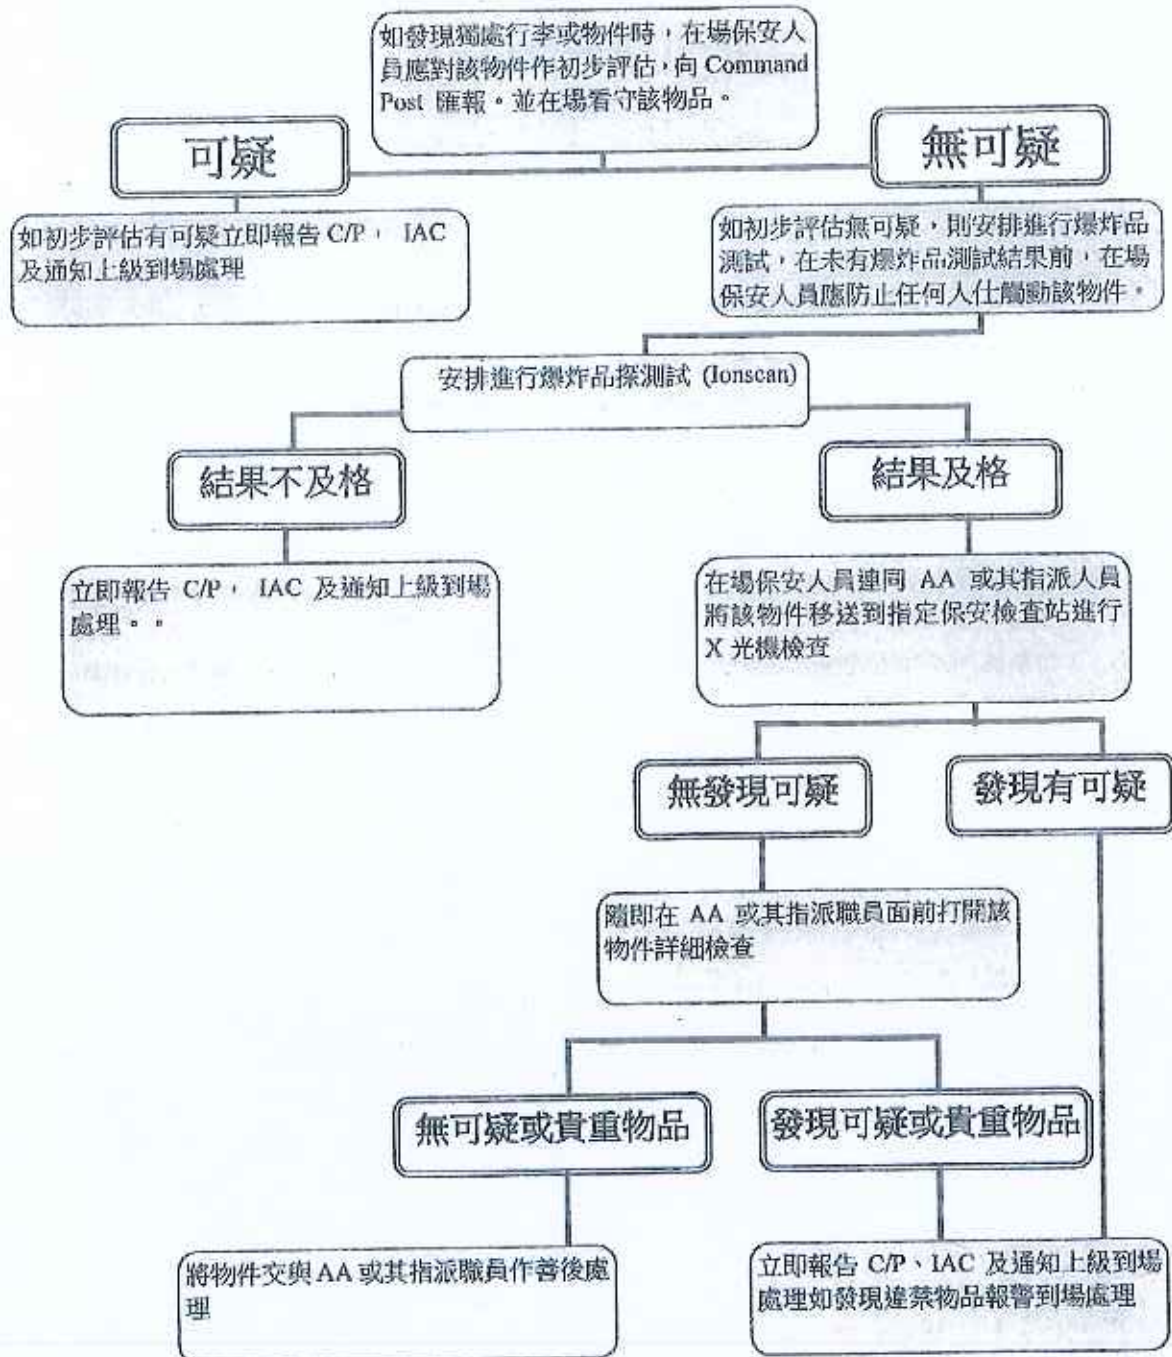 如發現獨處行李或物件時，在場保安人
員應對該物件作初步評估，向 Command
Post 匯報。並在場看守該物品。
可疑
無可疑
如初步評估有可疑立即報告 C/P， IAC
及通知上級到場處理
如初步評估無可疑，則安排進行爆炸品
測試，在未有爆炸品測試結果前，在場
保安人員應防止任何人仕觸動該物件。
安排進行爆炸品探測試 (Ionscan)
結果不及格
結果及格
立即報告 C/P， IAC 及通知上級到場
處理。。
在場保安人員連同 AA 或其指派人員
將該物件移送到指定保安檢查站進行
X 光機檢查
無發現可疑
發現有可疑
隨即在 AA 或其指派職員面前打開該
物件詳細檢查
無可疑或貴重物品
發現可疑或貴重物品
將物件交與 AA 或其指派職員作善後處
理
立即報告 C/P、IAC 及通知上級到場
處理如發現違禁物品報警到場處理